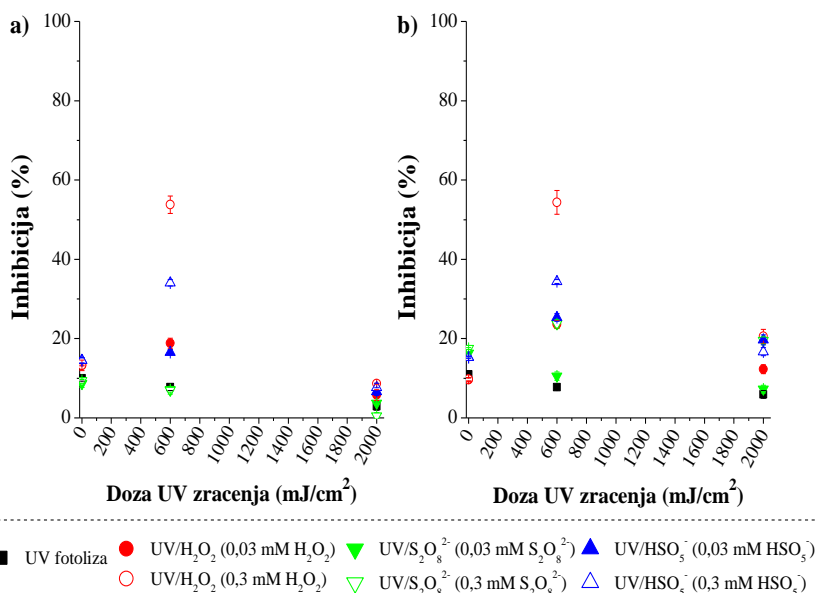 a)
b)
Inhibicija (%)
100
80
60
40
20
0
0
200
400
600
800
1000
1200
1400
1600
1800
2000
Doza UV zracenja (mJ/cm²)
Inhibicija (%)
100
80
60
40
20
0
0
200
400
600
800
1000
1200
1400
1600
1800
2000
Doza UV zracenja (mJ/cm²)
UV fotoliza
UV/H₂O₂ (0,03 mM H₂O₂)
UV/S₂O₈²⁻ (0,03 mM S₂O₈²⁻)
UV/HSO₅⁻ (0,03 mM HSO₅⁻)
UV/H₂O₂ (0,3 mM H₂O₂)
UV/S₂O₈²⁻ (0,3 mM S₂O₈²⁻)
UV/HSO₅⁻ (0,3 mM HSO₅⁻)